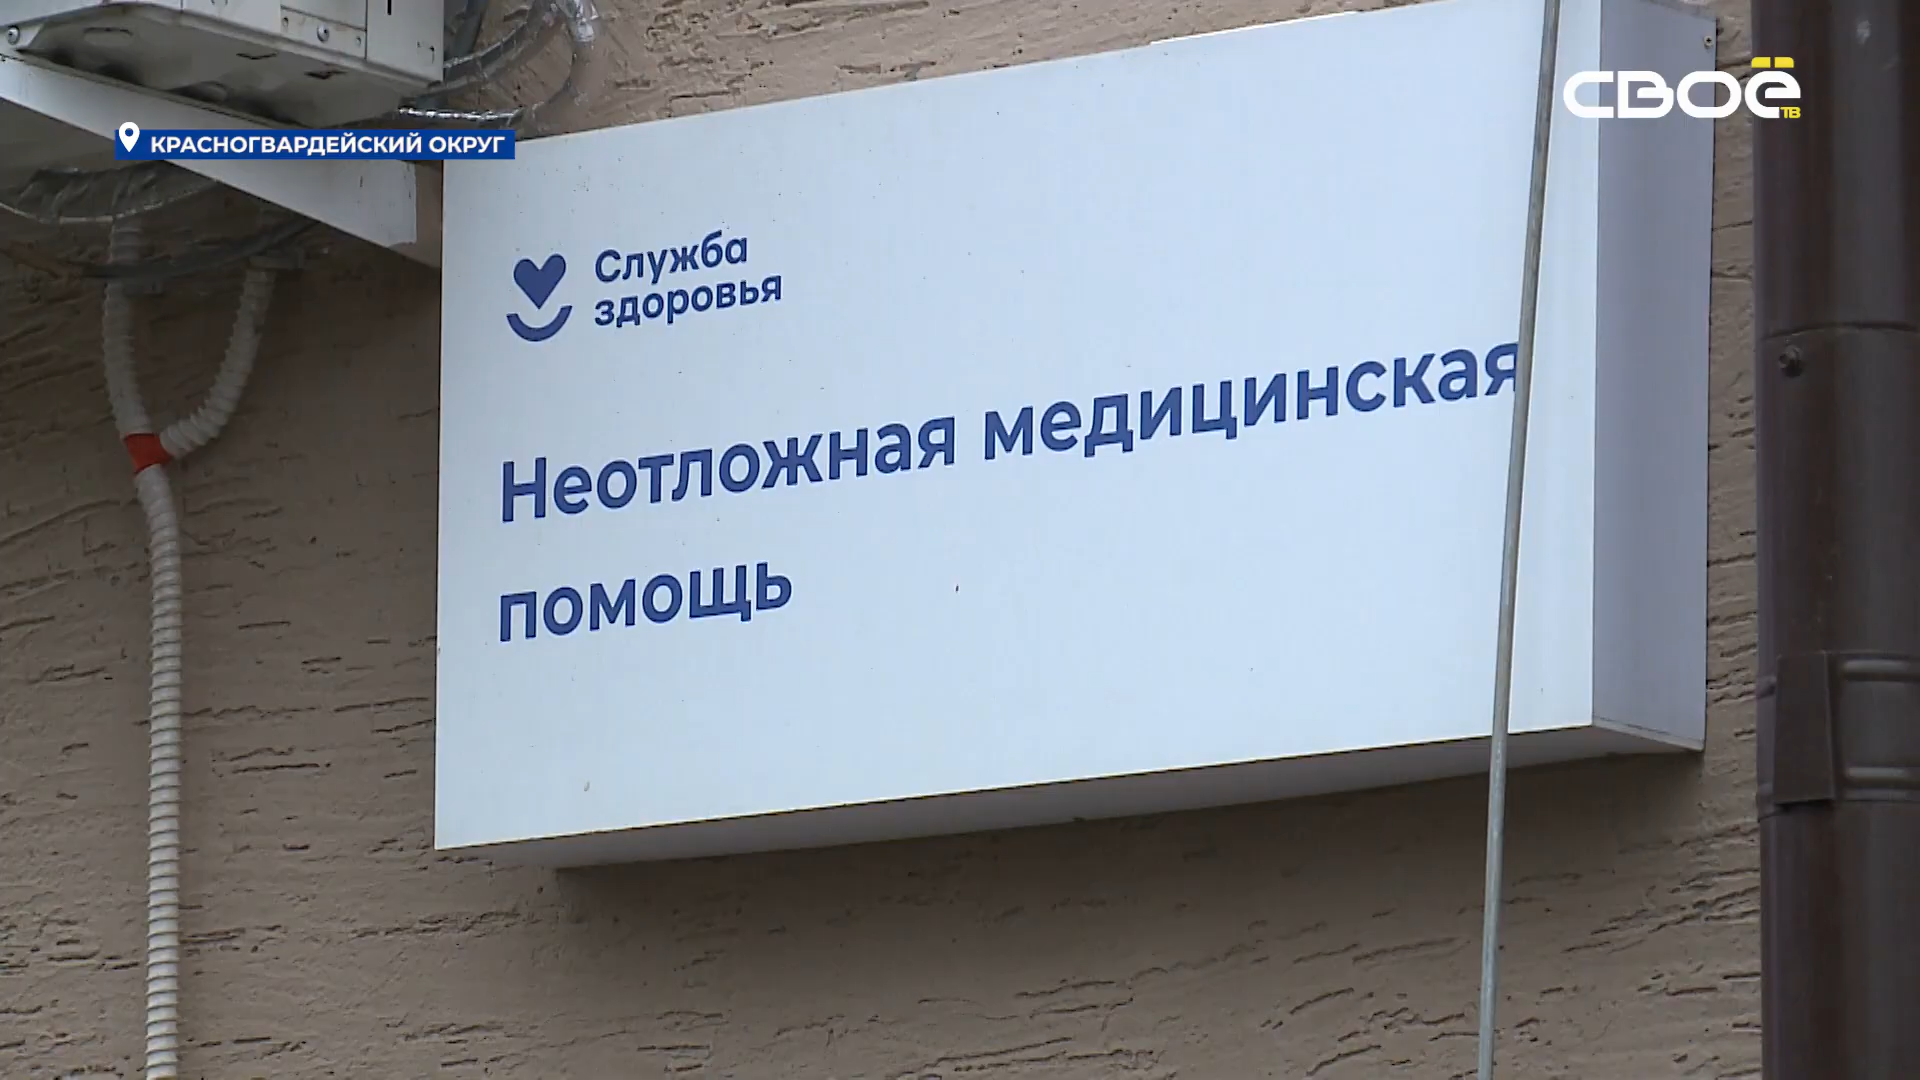 СВОЁ
ТВ
КРАСНОГВАРДЕЙСКИЙ ОКРУГ
Служба
здоровья
Неотложная медицинская
помощь